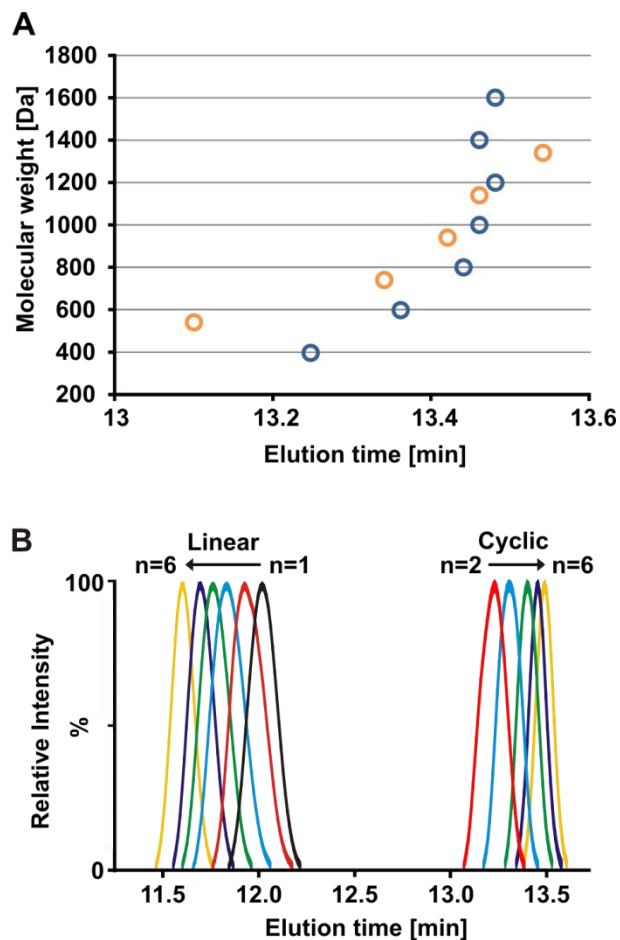 A
Molecular weight [Da]
1800
1600
1400
1200
1000
800
600
400
200
13 13.2 13.4 13.6
Elution time [min]
B
Linear Cyclic
n=6 n=1 n=2 n=6
100
Relative Intensity
%
0
11.5 12.0 12.5 13.0 13.5
Elution time [min]